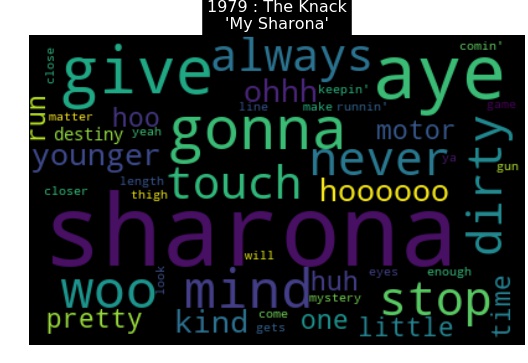 1979 : The Knack
'My Sharona'
close
give
always
aye
comin'
run
matter
hoo
ohhh
keepin'
line
make
runnin'
game
destiny
yeah
gonna
motor
dirty
younger
never
ya
gun
closer
length
thigh
touch
hoooooo
sharona
will
woo
look
mind
huh
eyes
enough
stop
time
mystery
pretty
kind
come
gets
one
little